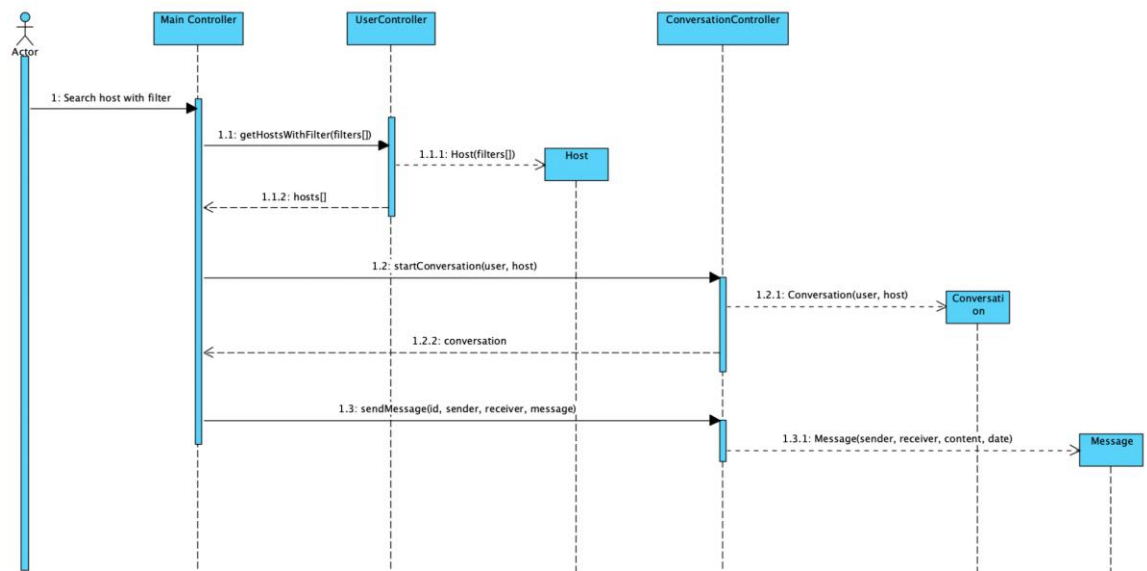 Main Controller
UserController
ConversationController
Actor
1: Search host with filter
1.1: getHostsWithFilter(filters[])
1.1.1: Host(filters[])
Host
1.1.2: hosts[]
1.2: startConversation(user, host)
1.2.1: Conversation(user, host)
Conversati
on
1.2.2: conversation
1.3: sendMessage(id, sender, receiver, message)
1.3.1: Message(sender, receiver, content, date)
Message